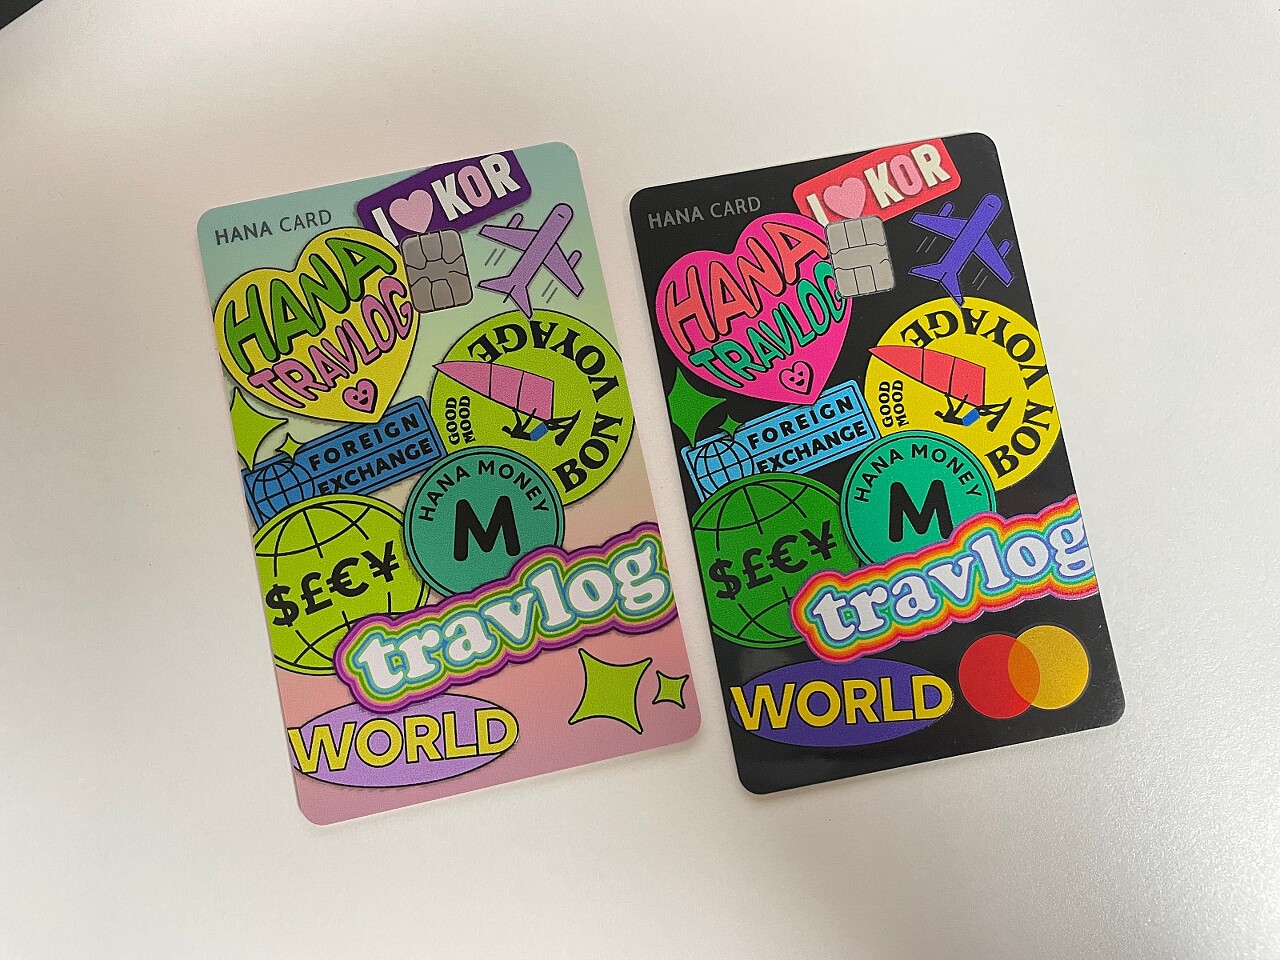 HANA CARD
I KOR
HANA
TRAVLOG
BON VOYAGE
GOOD
MOOD
FOREIGN
EXCHANGE
HANA MONEY
M
$£€¥
travlog
WORLD
HANA CARD
I KOR
HANA
TRAVLOG
BON VOYAGE
GOOD
MOOD
FOREIGN
EXCHANGE
HANA MONEY
M
$£€¥
travlog
WORLD